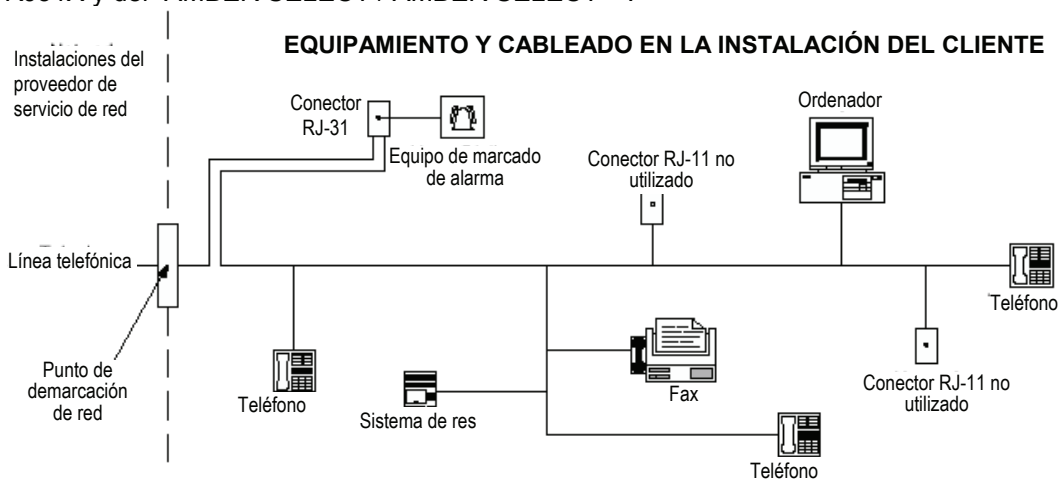 EQUIPAMIENTO Y CABLEADO EN LA INSTALACIÓN DEL CLIENTE
Instalaciones del
proveedor de
servicio de red
Conector
RJ-31
Equipo de marcado
de alarma
Conector RJ-11 no
utilizado
Ordenador
Línea telefónica
Teléfono
Punto de
demarcación
de red
Teléfono
Sistema de res
Fax
Conector RJ-11 no
utilizado
Teléfono